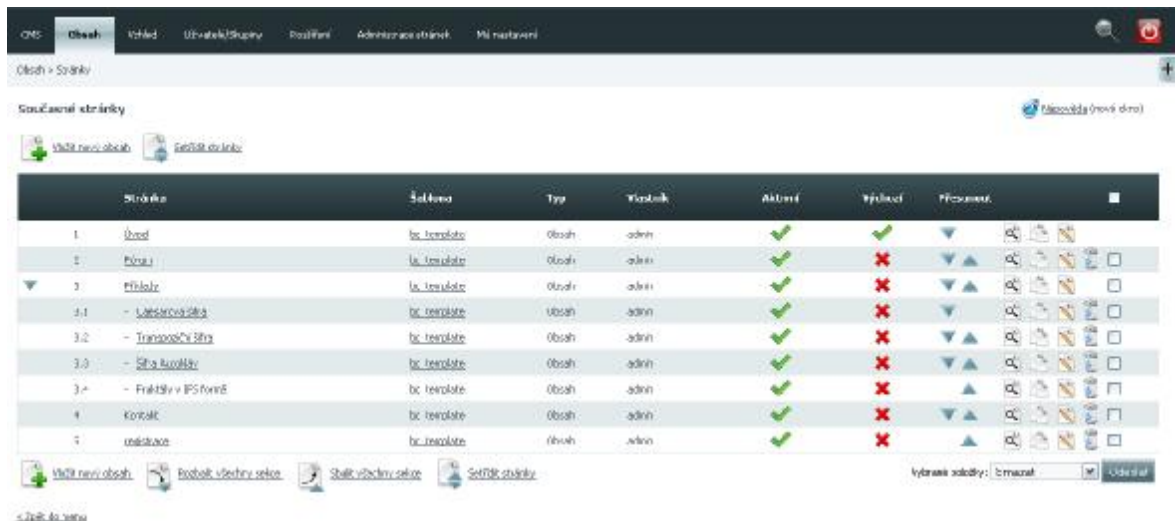 CMS Obsah Vzhled Uživatelé/Skupiny Rozšíření Administrace stránek Má nastavení
Obsah » Stránky
Současné stránky
Nápověda (nové okno)
Vložit nový obsah Setřídit stránky
Stránka Šablona Typ Vlastník Aktivní Výchozí Přesunout
1 Úvod bc_template Obsah admin
2 bc_template Obsah admin
3 Příklady bc_template Obsah admin
3.1 - Caesarova šifra bc_template Obsah admin
3.2 - Transpoziční šifra bc_template Obsah admin
3.3 - Šifra Autokláv bc_template Obsah admin
3.4 - Fraktály v IFS formě bc_template Obsah admin
4 Kontakt bc_template Obsah admin
5 registrace bc_template Obsah admin
Vložit nový obsah Rozbalit všechny sekce Sbalit všechny sekce Setřídit stránky
Vybrané položky: Smazat Odeslat
« Zpět do menu